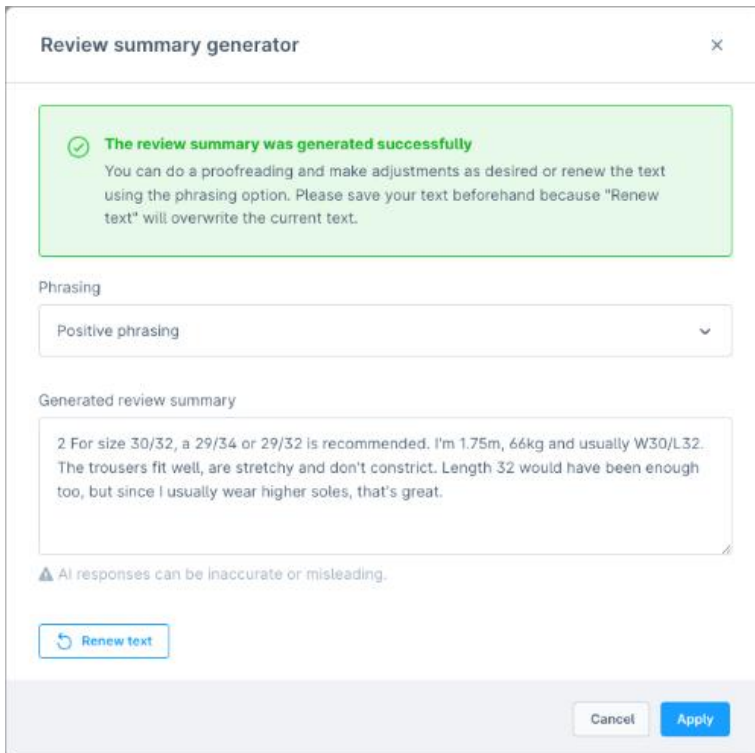 Review summary generator
The review summary was generated successfully
You can do a proofreading and make adjustments as desired or renew the text
using the phrasing option. Please save your text beforehand because "Renew
text" will overwrite the current text.
Phrasing
Positive phrasing
Generated review summary
2 For size 30/32, a 29/34 or 29/32 is recommended. I'm 1.75m, 66kg and usually W30/L32.
The trousers fit well, are stretchy and don't constrict. Length 32 would have been enough
too, but since I usually wear higher soles, that's great.
AI responses can be inaccurate or misleading.
Renew text
Cancel
Apply